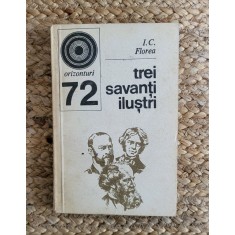 I.C.
Florea
orizonturi
72
trei
savanți
iluștri